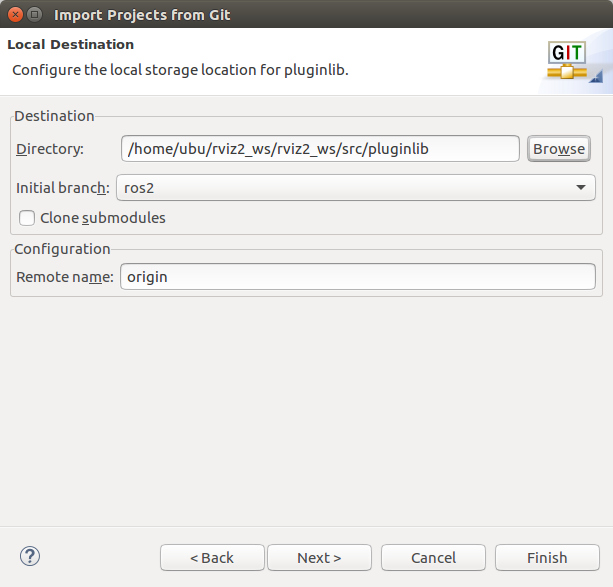 Import Projects from Git
Local Destination
Configure the local storage location for pluginlib.
GIT
Destination
Directory: /home/ubu/rviz2_ws/rviz2_ws/src/pluginlib Browse
Initial branch: ros2
Clone submodules
Configuration
Remote name: origin
? < Back Next > Cancel Finish